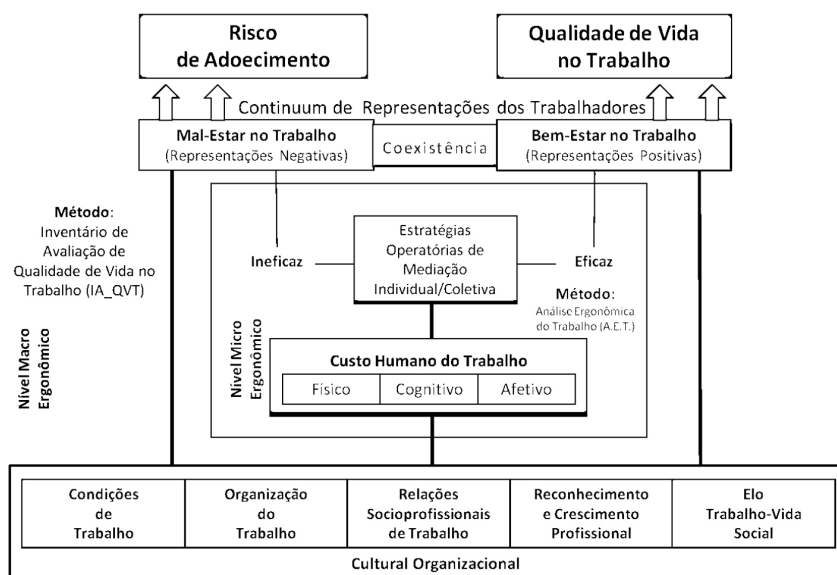 Risco
de Adoecimento
Qualidade de Vida
no Trabalho
Continuum de Representações dos Trabalhadores
Mal-Estar no Trabalho
(Representações Negativas)
Coexistência
Bem-Estar no Trabalho
(Representações Positivas)
Método:
Inventário de
Avaliação de
Qualidade de Vida no
Trabalho (IA_QVT)
Estratégias
Operatórias de
Mediação
Individual/Coletiva
Ineficaz
Eficaz
Método:
Análise Ergonômica
do Trabalho (A.E.T.)
Nível Macro
Ergonômico
Nível Micro
Ergonômico
Custo Humano do Trabalho
Físico
Cognitivo
Afetivo
Condições
de
Trabalho
Organização
do
Trabalho
Relações
Socioprofissionais
de Trabalho
Reconhecimento
e Crescimento
Profissional
Elo
Trabalho-Vida
Social
Cultural Organizacional